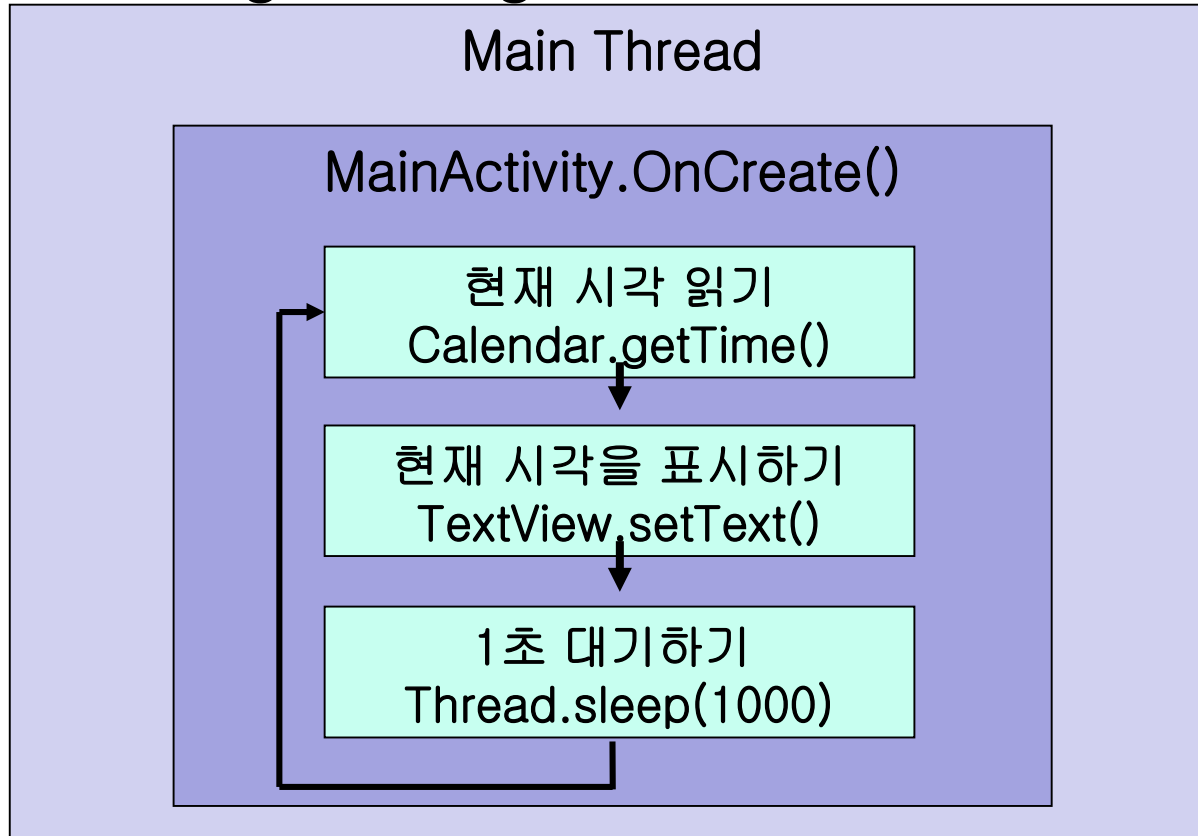 Main Thread
MainActivity.OnCreate()
현재 시각 읽기
Calendar.getTime()
현재 시각을 표시하기
TextView.setText()
1초 대기하기
Thread.sleep(1000)